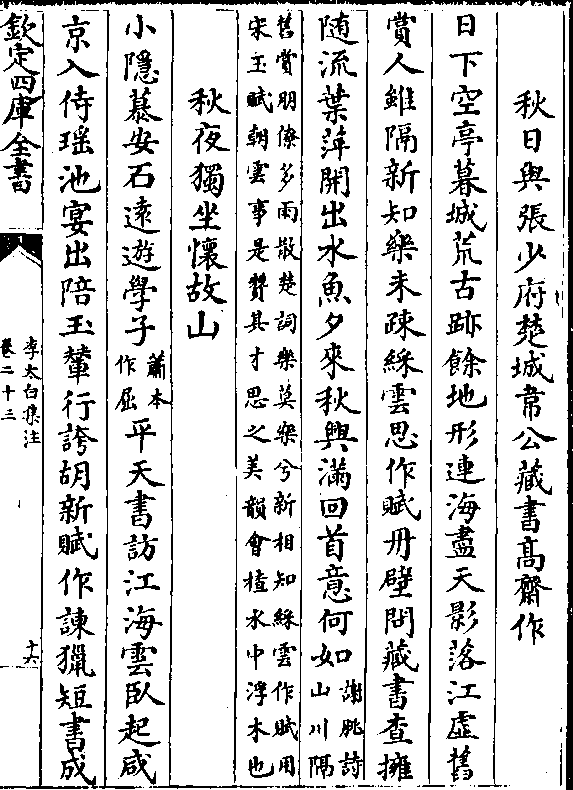 秋日與張少府楚城韋公藏書髙齋作
日下空亭暮城荒古跡餘地形連海盡天影落江虛舊
賞人雖隔新知樂未疎綵雲思作賦丹壁問藏書查擁
隨流葉萍開出水魚夕來秋興滿回首意何如謝朓詩山川隔
舊賞朋僚多雨散楚詞樂莫樂兮新相知綵雲作賦用
宋玉賦朝雲事是贊其才思之美韻會楂水中浮木也
秋夜獨坐懷故山
小隱慕安石遠遊學子蕭本作屈平天書訪江海雲臥起咸
京入侍瑶池宴出陪玉輦行誇胡新賦作諫獵短書成
欽定四庫全書
李太白集注
卷二十三
十六